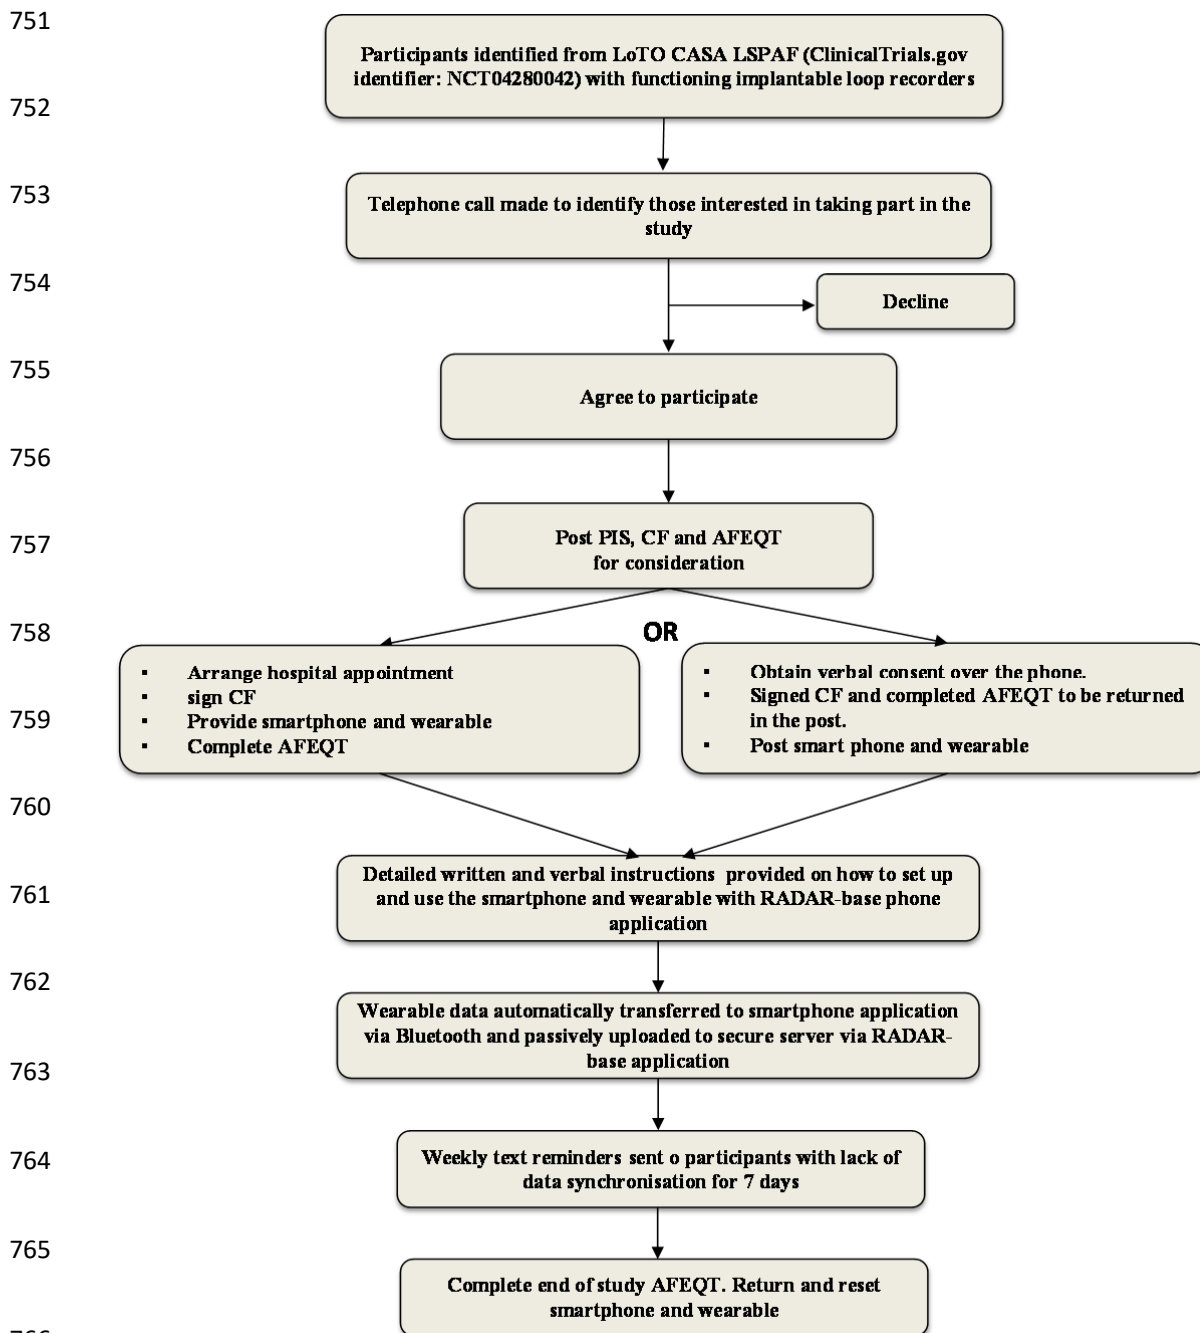 751
Participants identified from LoTO CASA LSPAF (ClinicalTrials.gov
identifier: NCT04280042) with functioning implantable loop recorders
752
753
Telephone call made to identify those interested in taking part in the
study
754
Decline
755
Agree to participate
756
757
Post PIS, CF and AFEQT
for consideration
758
OR
▪ Arrange hospital appointment
▪ sign CF
▪ Provide smartphone and wearable
▪ Complete AFEQT
▪ Obtain verbal consent over the phone.
▪ Signed CF and completed AFEQT to be returned
in the post.
▪ Post smart phone and wearable
759
760
Detailed written and verbal instructions provided on how to set up
and use the smartphone and wearable with RADAR-base phone
application
761
762
Wearable data automatically transferred to smartphone application
via Bluetooth and passively uploaded to secure server via RADAR-
base application
763
764
Weekly text reminders sent o participants with lack of
data synchronisation for 7 days
765
Complete end of study AFEQT. Return and reset
smartphone and wearable